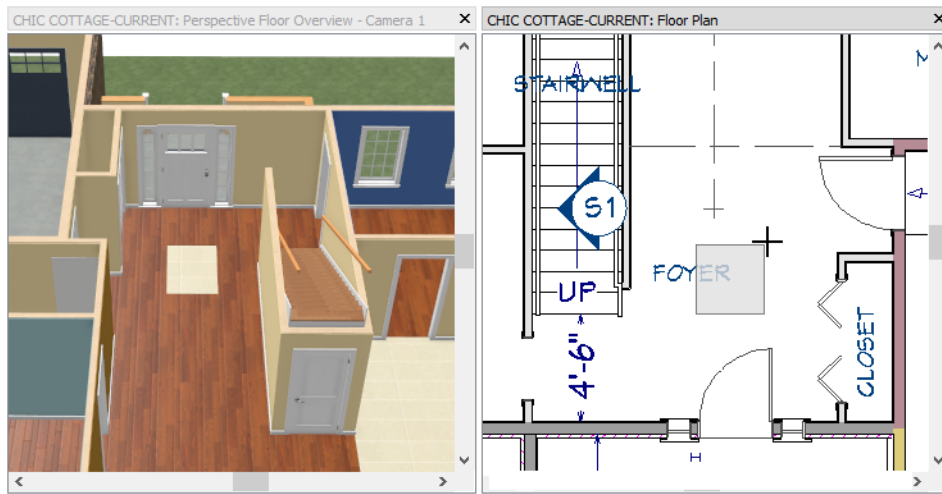 CHIC COTTAGE-CURRENT: Perspective Floor Overview - Camera 1
CHIC COTTAGE-CURRENT: Floor Plan
STAIRWELL
M
S1
FOYER
UP
4'-6"
CLOSET
H